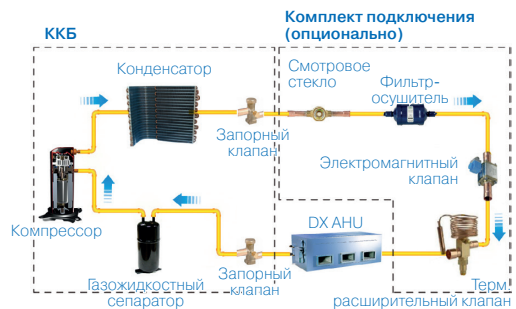 ККБ
Комплект подключения
(опционально)
Конденсатор
Смотровое
стекло
Фильтр-
осушитель
Запорный
клапан
Электромагнитный
клапан
Компрессор
DX AHU
Газожидкостный
сепаратор
Запорный
клапан
Терм.
расширительный клапан